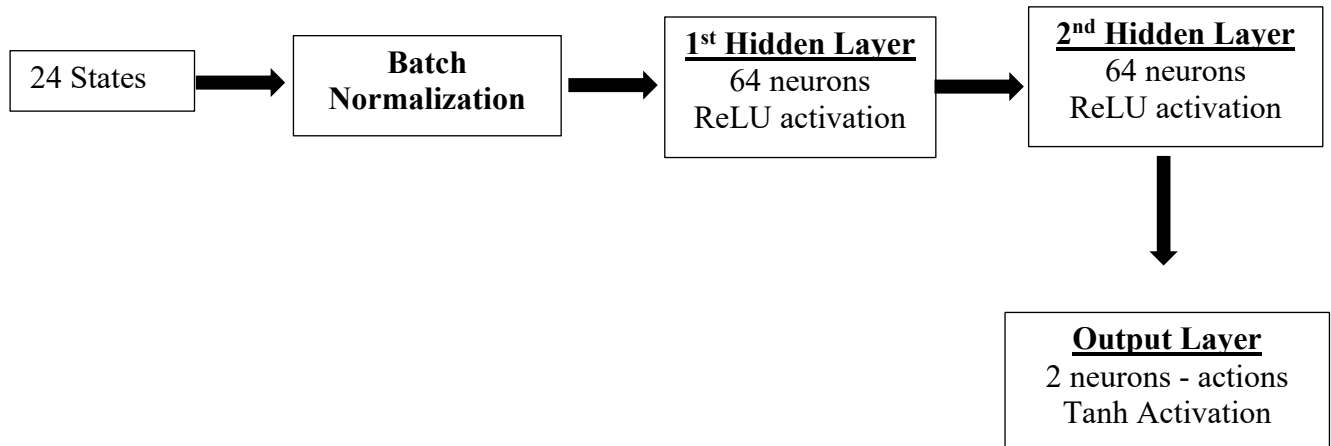 24 States
Batch
Normalization
1st Hidden Layer
64 neurons
ReLU activation
2nd Hidden Layer
64 neurons
ReLU activation
Output Layer
2 neurons - actions
Tanh Activation